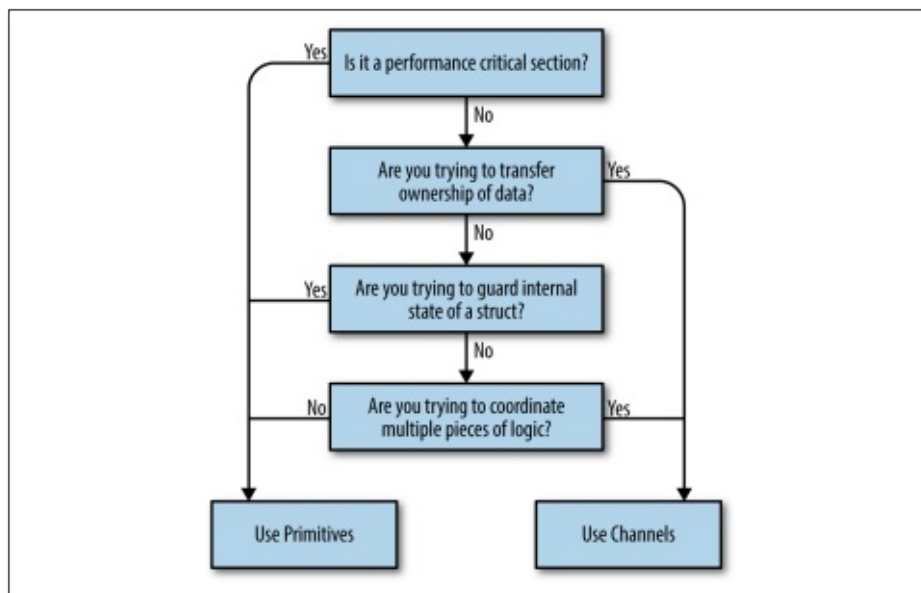 Yes
Is it a performance critical section?
No
Are you trying to transfer
ownership of data?
Yes
No
Yes
Are you trying to guard internal
state of a struct?
No
No
Are you trying to coordinate
multiple pieces of logic?
Yes
Use Primitives
Use Channels